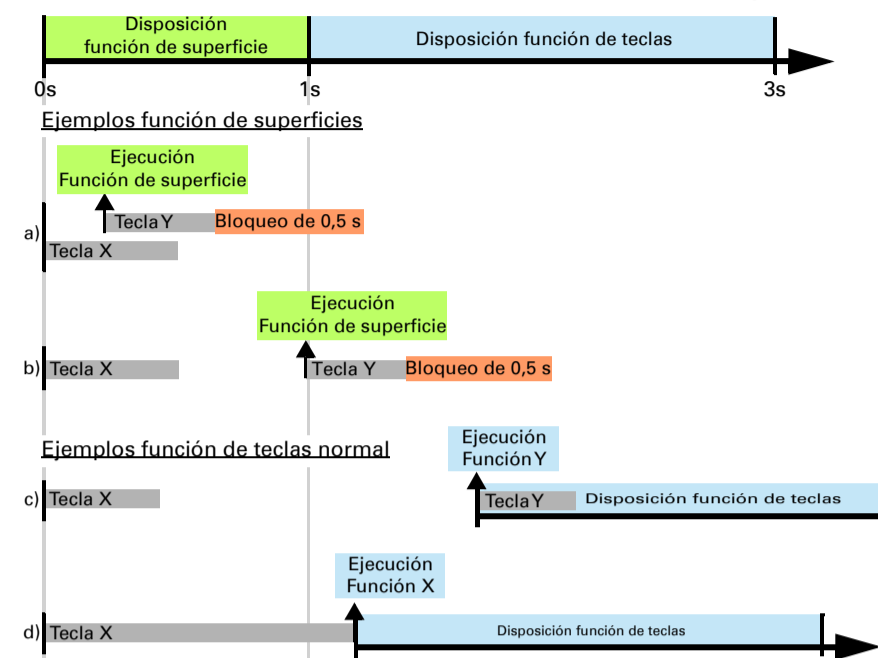 Disposición
función de superficie
Disposición función de teclas
0s
1s
3s
Ejemplos función de superficies
Ejecución
Función de superficie
a)
Tecla Y
Bloqueo de 0,5 s
Tecla X
Ejecución
Función de superficie
b)
Tecla X
Tecla Y
Bloqueo de 0,5 s
Ejemplos función de teclas normal
Ejecución
Función Y
c)
Tecla X
Tecla Y
Disposición función de teclas
Ejecución
Función X
d)
Tecla X
Disposición función de teclas